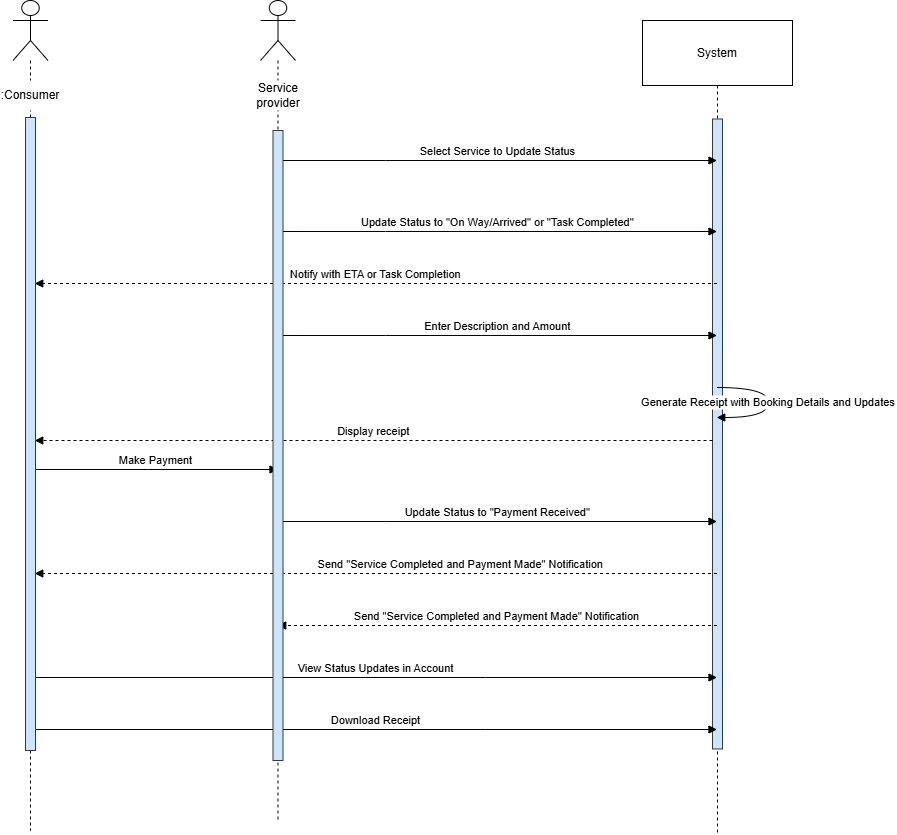 System
:Consumer
Service
provider
Select Service to Update Status
Update Status to "On Way/Arrived" or "Task Completed"
Notify with ETA or Task Completion
Enter Description and Amount
Generate Receipt with Booking Details and Updates
Display receipt
Make Payment
Update Status to "Payment Received"
Send "Service Completed and Payment Made" Notification
Send "Service Completed and Payment Made" Notification
View Status Updates in Account
Download Receipt